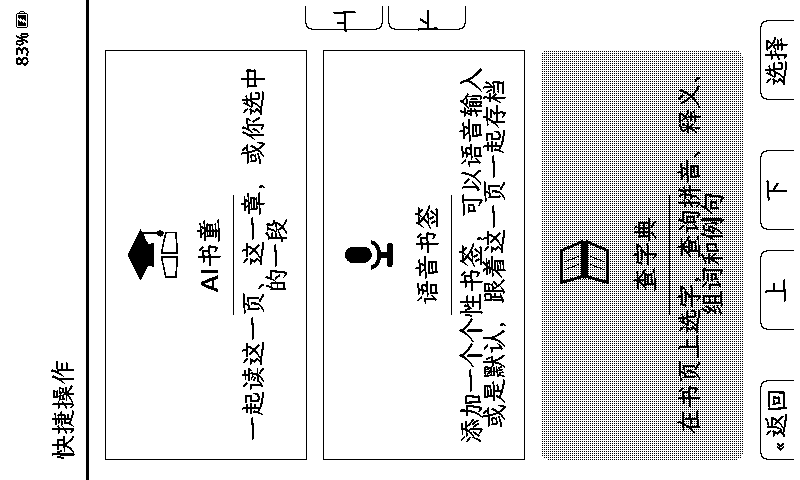 83%
快捷操作
AI书童
一起读这一页、这一章，或你选中
的一段
语音书签
添加一个个性书签，可以语音输入
或是默认，跟着这一页一起存档
查字典
在书页上选字，查询拼音、释义、
组词和例句
«返回
上
下
选择